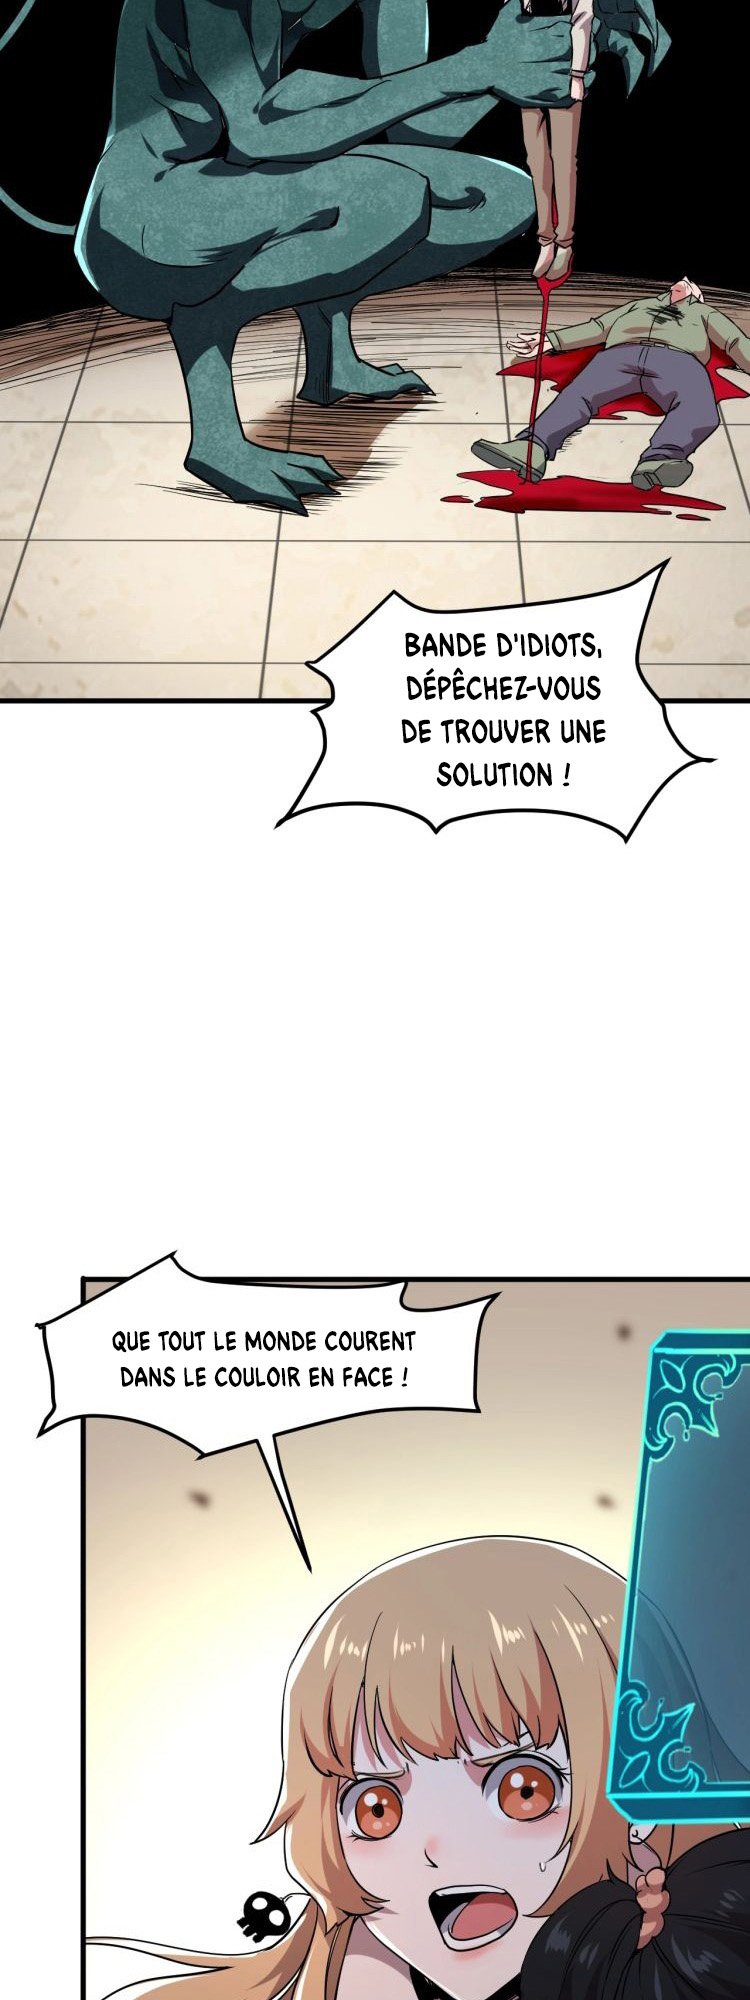 BANDE D'IDIOTS,
DÉPÊCHEZ-VOUS
DE TROUVER UNE
SOLUTION !
QUE TOUT LE MONDE COURENT
DANS LE COULOIR EN FACE !